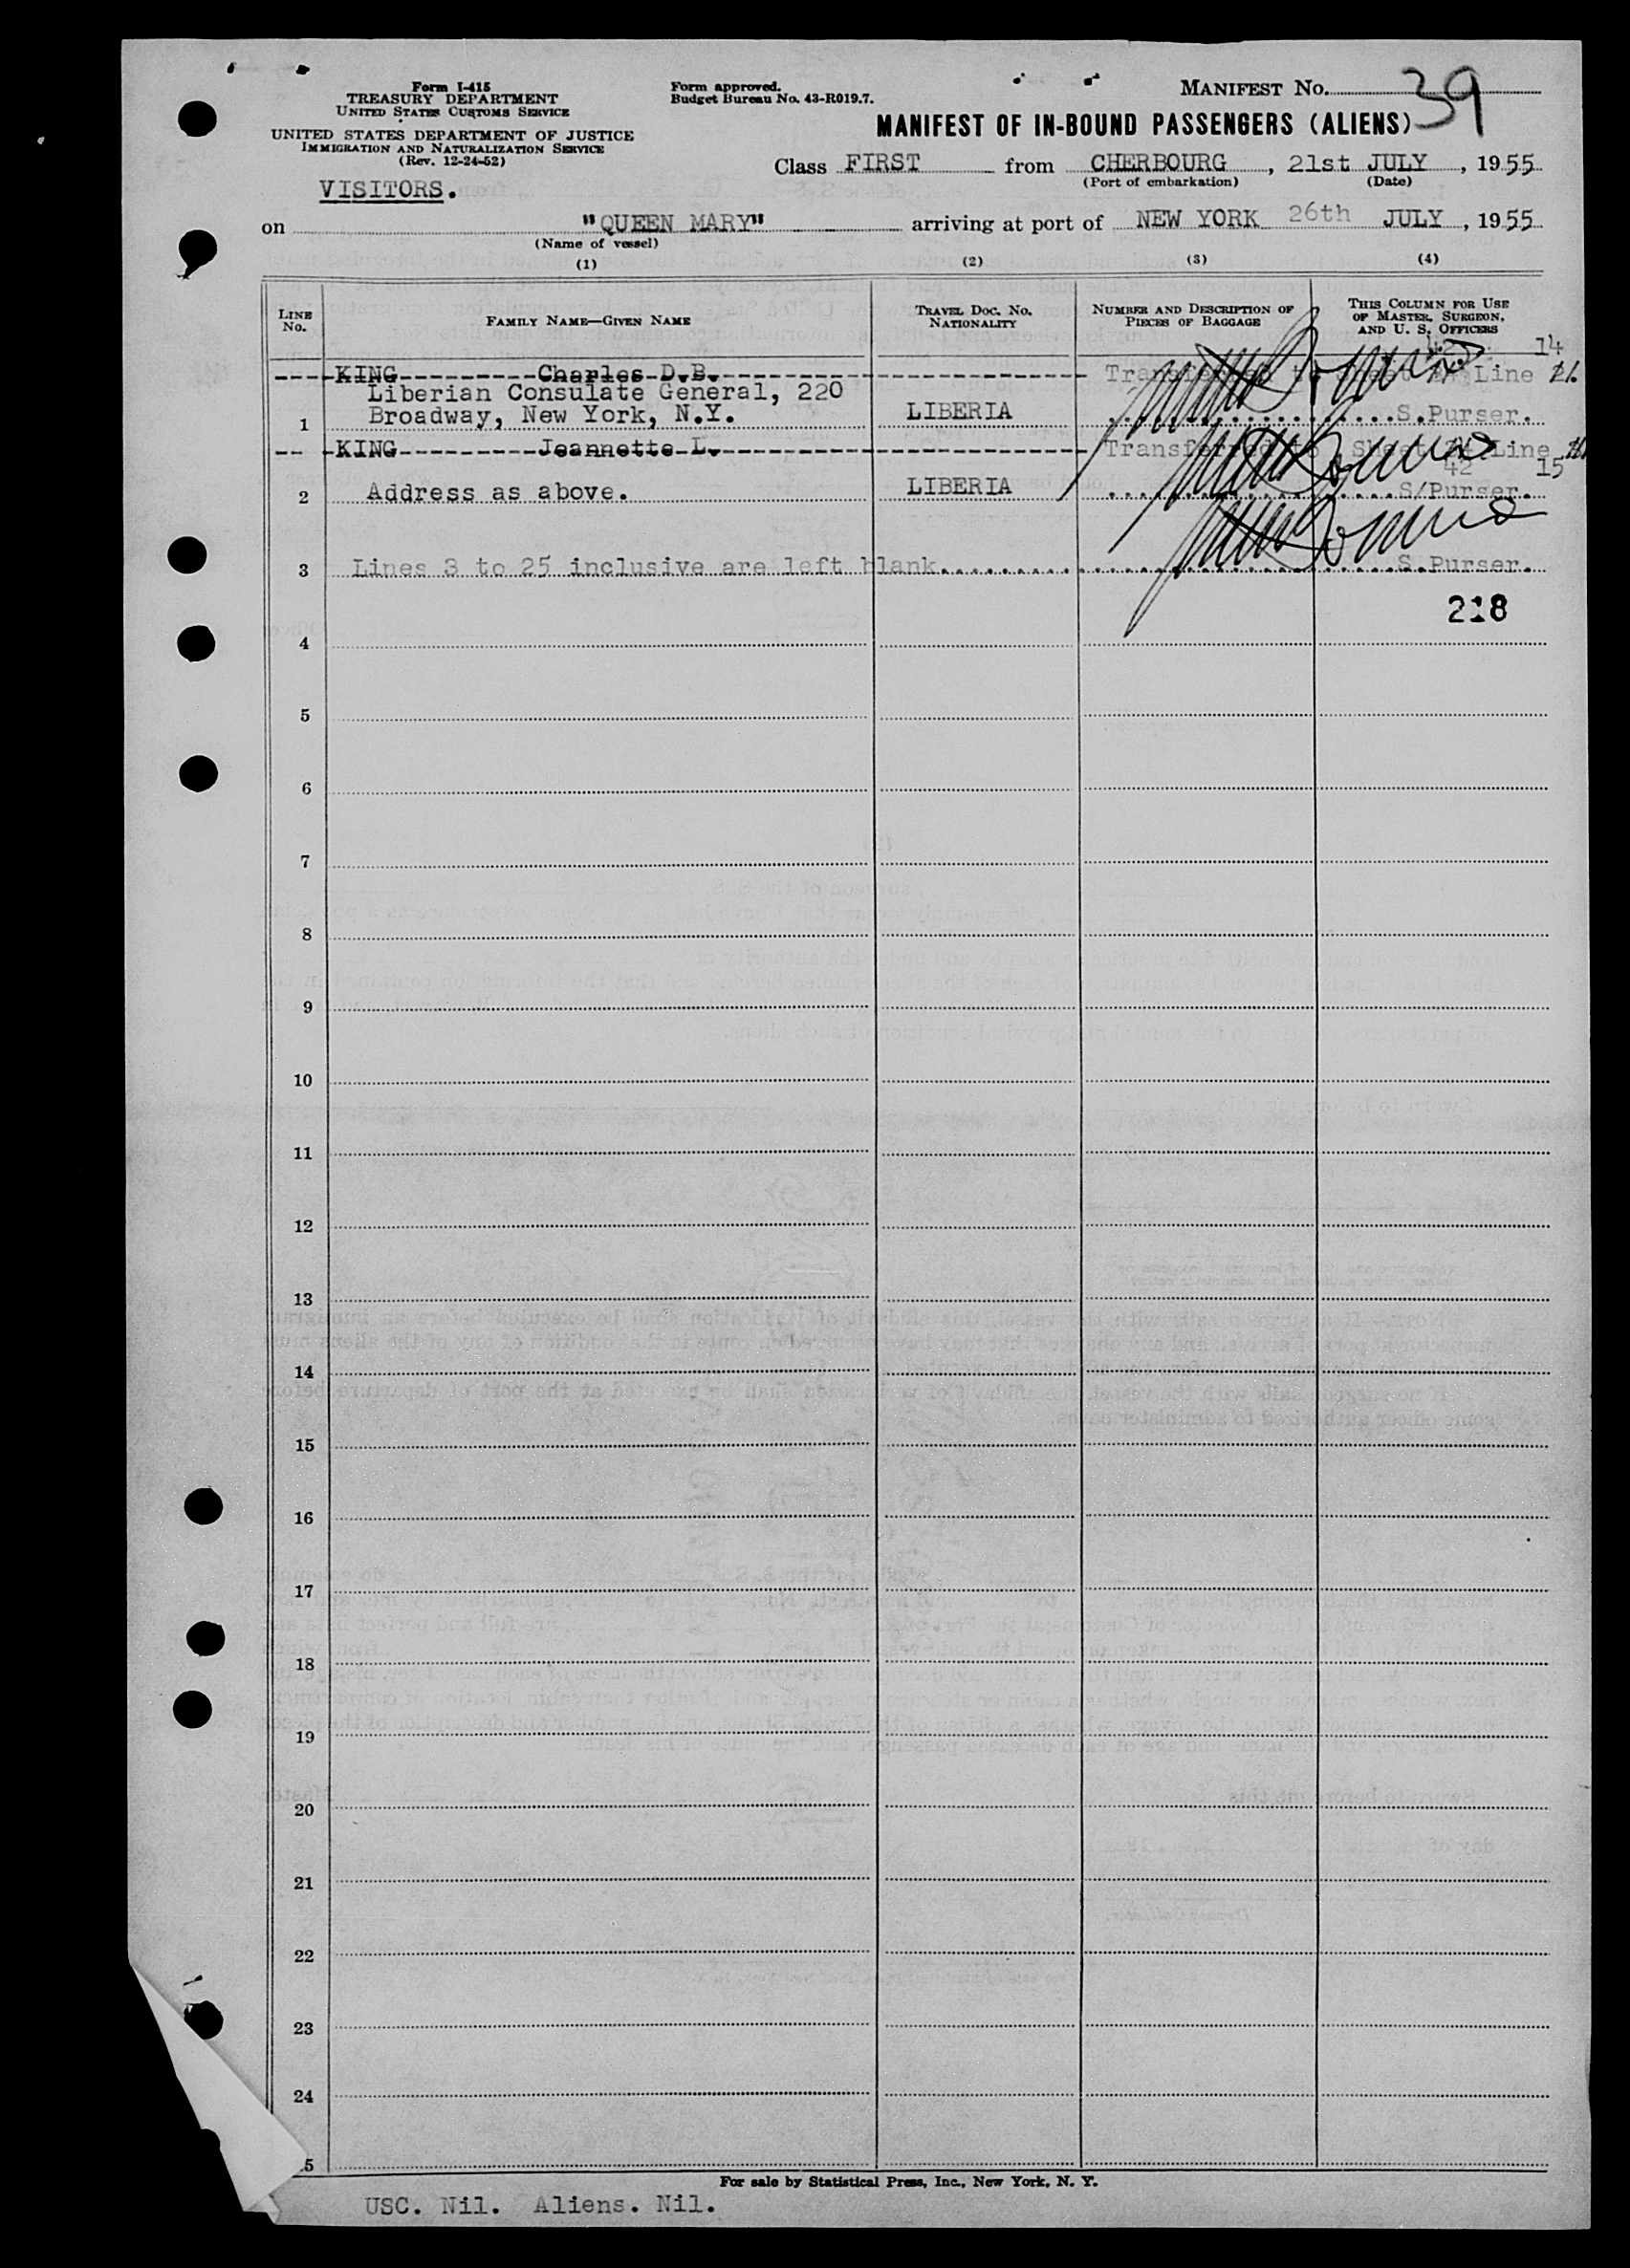 Form I-415
TREASURY DEPARTMENT
UNITED STATES CUSTOMS SERVICE
UNITED STATES DEPARTMENT OF JUSTICE
IMMIGRATION AND NATURALIZATION SERVICE
(Rev. 12-24-52)
VISITORS.
Form approved.
Budget Bureau No. 43-R019.7.
MANIFEST No. 39
MANIFEST OF IN-BOUND PASSENGERS (ALIENS)
Class FIRST from CHERBOURG, 21st JULY, 1955
(Port of embarkation) (Date)
on "QUEEN MARY" arriving at port of NEW YORK 26th JULY, 1955
(Name of vessel)
(1) (2) (3) (4)
LINE No. FAMILY NAME—GIVEN NAME TRAVEL DOC. NO. NATIONALITY NUMBER AND DESCRIPTION OF PIECES OF BAGGAGE THIS COLUMN FOR USE OF MASTER, SURGEON, AND U. S. OFFICERS
42 14
KING Charles D.B. Transferred to Sheet Line
Liberian Consulate General, 220
1 Broadway, New York, N.Y. LIBERIA S.Purser.
KING Jeannette L. Transferred to Sheet Line
42 15
2 Address as above. LIBERIA S/Purser.
3 Lines 3 to 25 inclusive are left blank. S.Purser.
218
4
5
6
7
8
9
10
11
12
13
14
15
16
17
18
19
20
21
22
23
24
5
For sale by Statistical Press, Inc., New York, N. Y.
USC. Nil. Aliens. Nil.